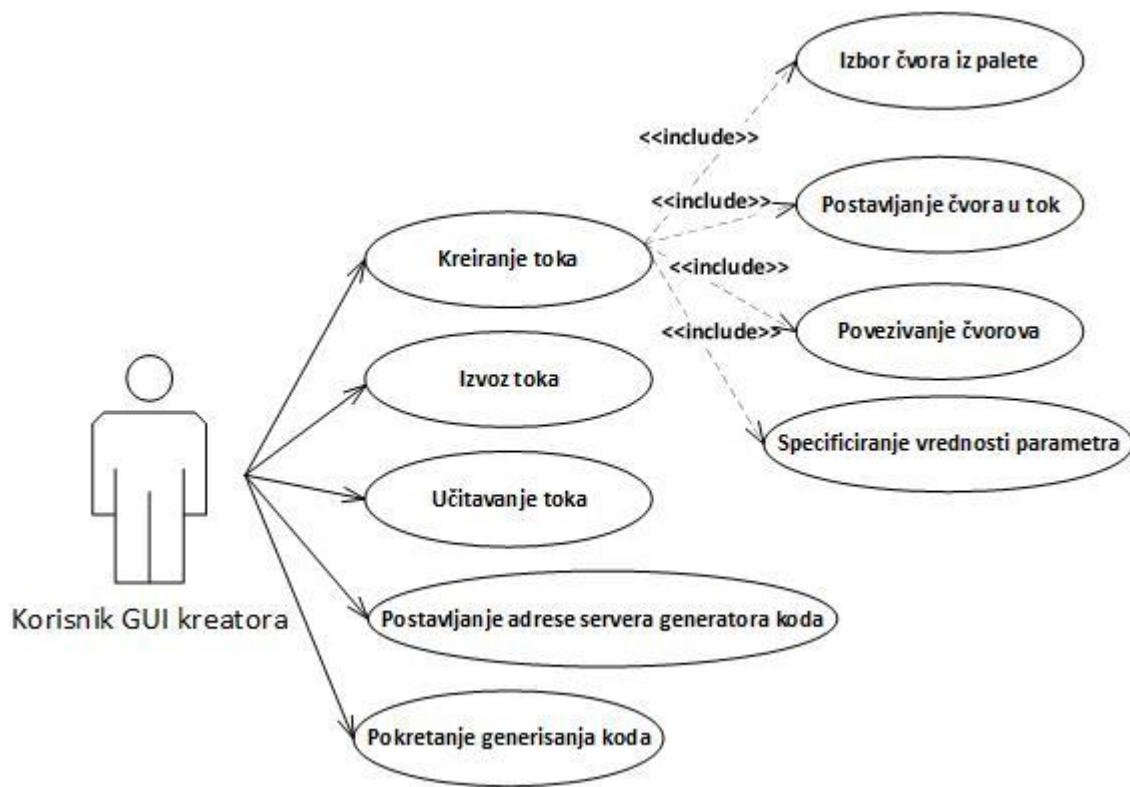 Izbor čvora iz palete
<<include>>
<<include>>
Postavljanje čvora u tok
Kreiranje toka
<<include>>
<<include>>
Povezivanje čvorova
Izvoz toka
Specificiranje vrednosti parametra
Učitavanje toka
Korisnik GUI kreatora
Postavljanje adrese servera generatora koda
Pokretanje generisanja koda